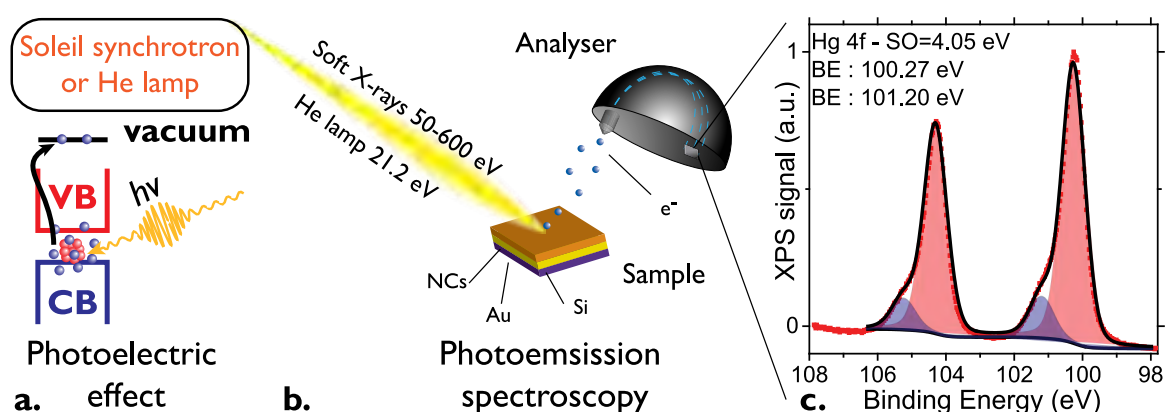 Soleil synchrotron
or He lamp
vacuum
hν
VB
CB
Photoelectric
effect
a.
Soft X-rays 50-600 eV
He lamp 21.2 eV
Analyser
e-
NCs
Au
Si
Sample
Photoemsission
spectroscopy
b.
Hg 4f - SO=4.05 eV
BE : 100.27 eV
BE : 101.20 eV
XPS signal (a.u.)
1
0
108 106 104 102 100 98
Binding Energy (eV)
c.